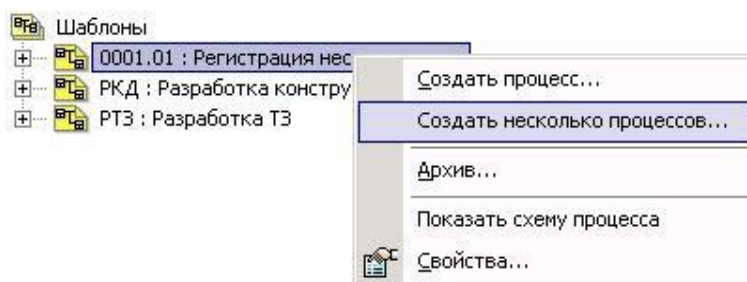 Шаблоны
0001.01 : Регистрация нес
РКД : Разработка констру
РТЗ : Разработка ТЗ
Создать процесс...
Создать несколько процессов...
Архив...
Показать схему процесса
Свойства...